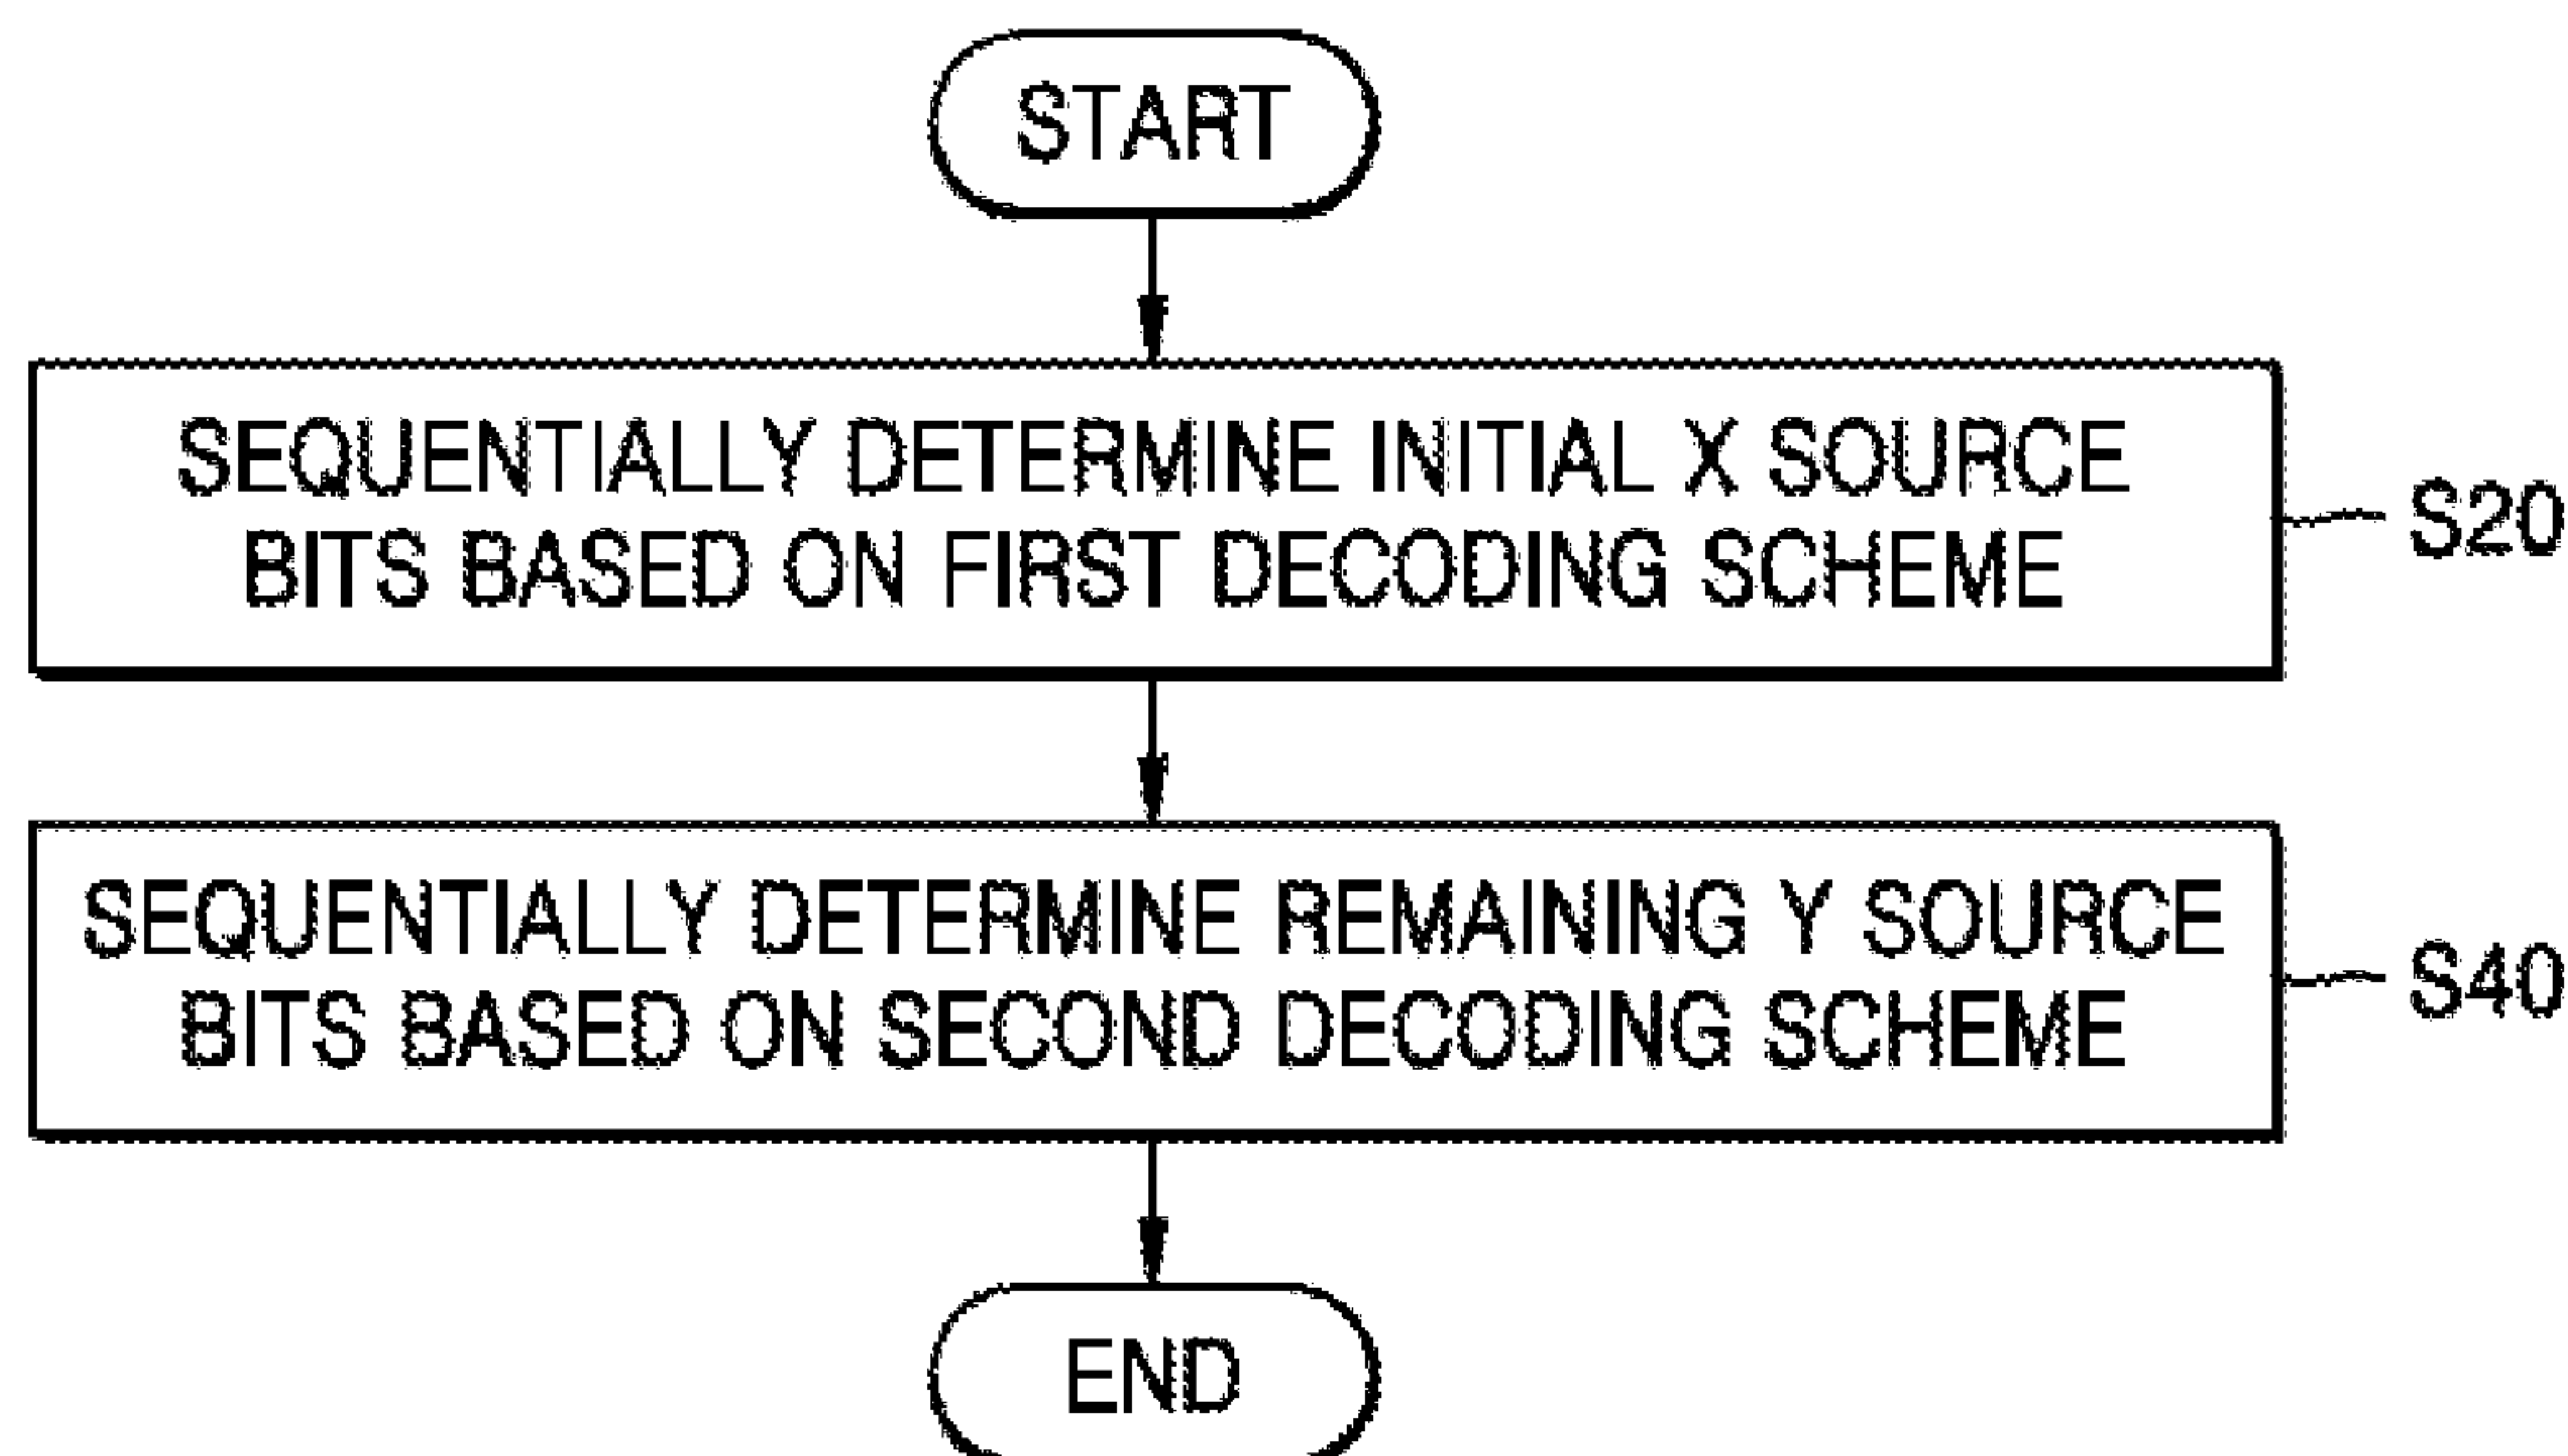 START
SEQUENTIALLY DETERMINE INITIAL X SOURCE
BITS BASED ON FIRST DECODING SCHEME
S20
SEQUENTIALLY DETERMINE REMAINING Y SOURCE
BITS BASED ON SECOND DECODING SCHEME
S40
END